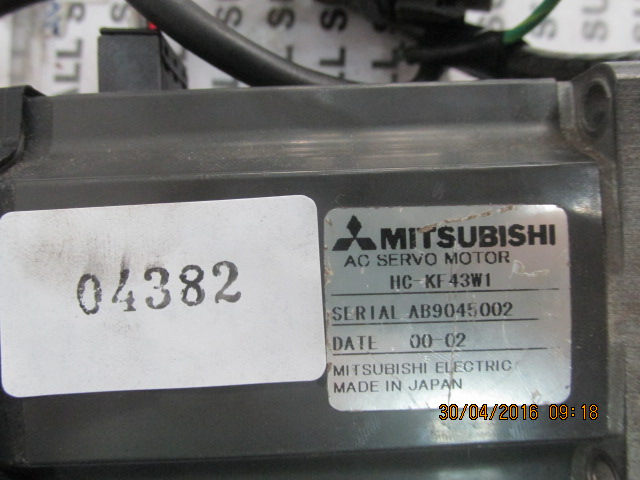 04382
MITSUBISHI
AC SERVO MOTOR
HC-KF43W1
SERIAL AB9045002
DATE 00-02
MITSUBISHI ELECTRIC
MADE IN JAPAN
30/04/2016 09:18